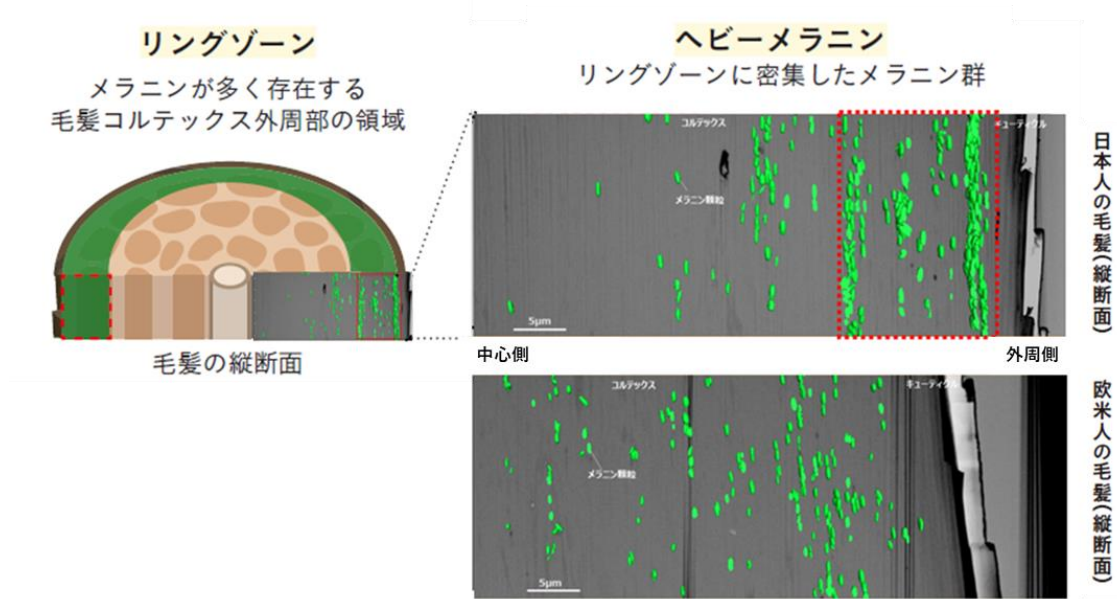 リングゾーン
メラニンが多く存在する
毛髪コルテックス外周部の領域
毛髪の縦断面
ヘビーメラニン
リングゾーンに密集したメラニン群
コルテックス
キューティクル
メラニン顆粒
5μm
日本人の毛髪(縦断面)
中心側
外周側
コルテックス
キューティクル
メラニン顆粒
5μm
欧米人の毛髪(縦断面)